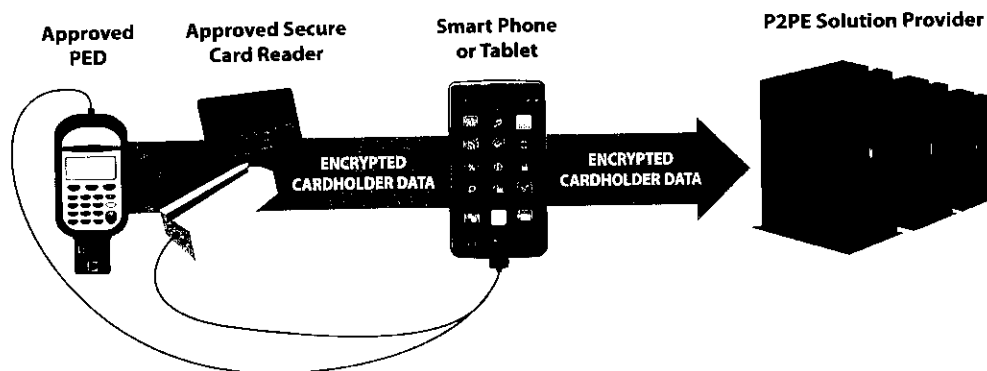 Approved
PED
Approved Secure
Card Reader
Smart Phone
or Tablet
P2PE Solution Provider
ENCRYPTED
CARDHOLDER DATA
ENCRYPTED
CARDHOLDER DATA